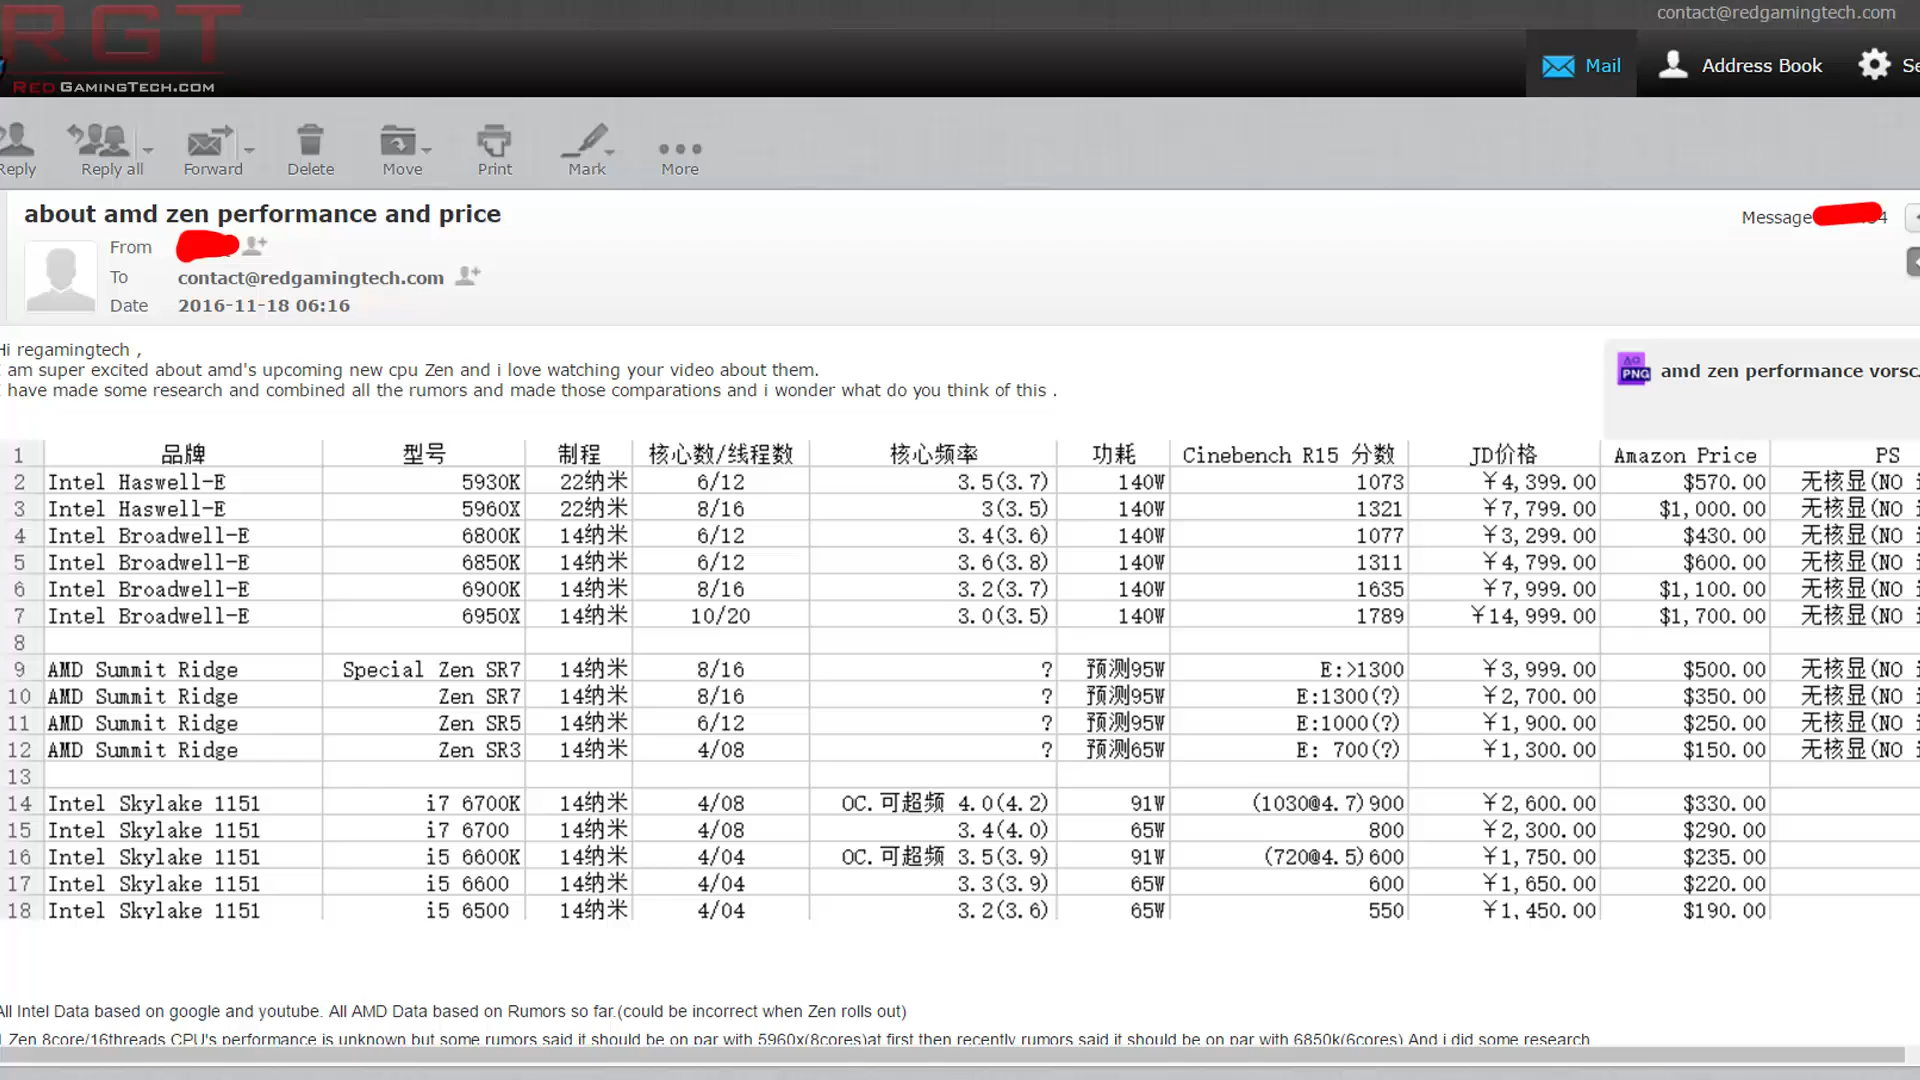 RGT
RED GAMINGTECH.COM
contact@redgamingtech.com
Mail
Address Book
Reply
Reply all
Forward
Delete
Move
Print
Mark
More
about amd zen performance and price
Message 4
From
To contact@redgamingtech.com
Date 2016-11-18 06:16
Hi regamingtech ,
am super excited about amd's upcoming new cpu Zen and i love watching your video about them.
have made some research and combined all the rumors and made those comparations and i wonder what do you think of this .
PNG amd zen performance vorsc
1 品牌 型号 制程 核心数/线程数 核心频率 功耗 Cinebench R15 分数 JD价格 Amazon Price PS
2 Intel Haswell-E 5930K 22纳米 6/12 3.5(3.7) 140W 1073 ¥4,399.00 $570.00 无核显(NO
3 Intel Haswell-E 5960X 22纳米 8/16 3(3.5) 140W 1321 ¥7,799.00 $1,000.00 无核显(NO
4 Intel Broadwell-E 6800K 14纳米 6/12 3.4(3.6) 140W 1077 ¥3,299.00 $430.00 无核显(NO
5 Intel Broadwell-E 6850K 14纳米 6/12 3.6(3.8) 140W 1311 ¥4,799.00 $600.00 无核显(NO
6 Intel Broadwell-E 6900K 14纳米 8/16 3.2(3.7) 140W 1635 ¥7,999.00 $1,100.00 无核显(NO
7 Intel Broadwell-E 6950X 14纳米 10/20 3.0(3.5) 140W 1789 ¥14,999.00 $1,700.00 无核显(NO
8
9 AMD Summit Ridge Special Zen SR7 14纳米 8/16 ? 预测95W E:>1300 ¥3,999.00 $500.00 无核显(NO
10 AMD Summit Ridge Zen SR7 14纳米 8/16 ? 预测95W E:1300(?) ¥2,700.00 $350.00 无核显(NO
11 AMD Summit Ridge Zen SR5 14纳米 6/12 ? 预测95W E:1000(?) ¥1,900.00 $250.00 无核显(NO
12 AMD Summit Ridge Zen SR3 14纳米 4/08 ? 预测65W E: 700(?) ¥1,300.00 $150.00 无核显(NO
13
14 Intel Skylake 1151 i7 6700K 14纳米 4/08 OC.可超频 4.0(4.2) 91W (1030@4.7)900 ¥2,600.00 $330.00
15 Intel Skylake 1151 i7 6700 14纳米 4/08 3.4(4.0) 65W 800 ¥2,300.00 $290.00
16 Intel Skylake 1151 i5 6600K 14纳米 4/04 OC.可超频 3.5(3.9) 91W (720@4.5)600 ¥1,750.00 $235.00
17 Intel Skylake 1151 i5 6600 14纳米 4/04 3.3(3.9) 65W 600 ¥1,650.00 $220.00
18 Intel Skylake 1151 i5 6500 14纳米 4/04 3.2(3.6) 65W 550 ¥1,450.00 $190.00
All Intel Data based on google and youtube. All AMD Data based on Rumors so far.(could be incorrect when Zen rolls out)
Zen 8core/16threads CPU's performance is unknown but some rumors said it should be on par with 5960x(8cores)at first then recently rumors said it should be on par with 6850k(6cores) And i did some research